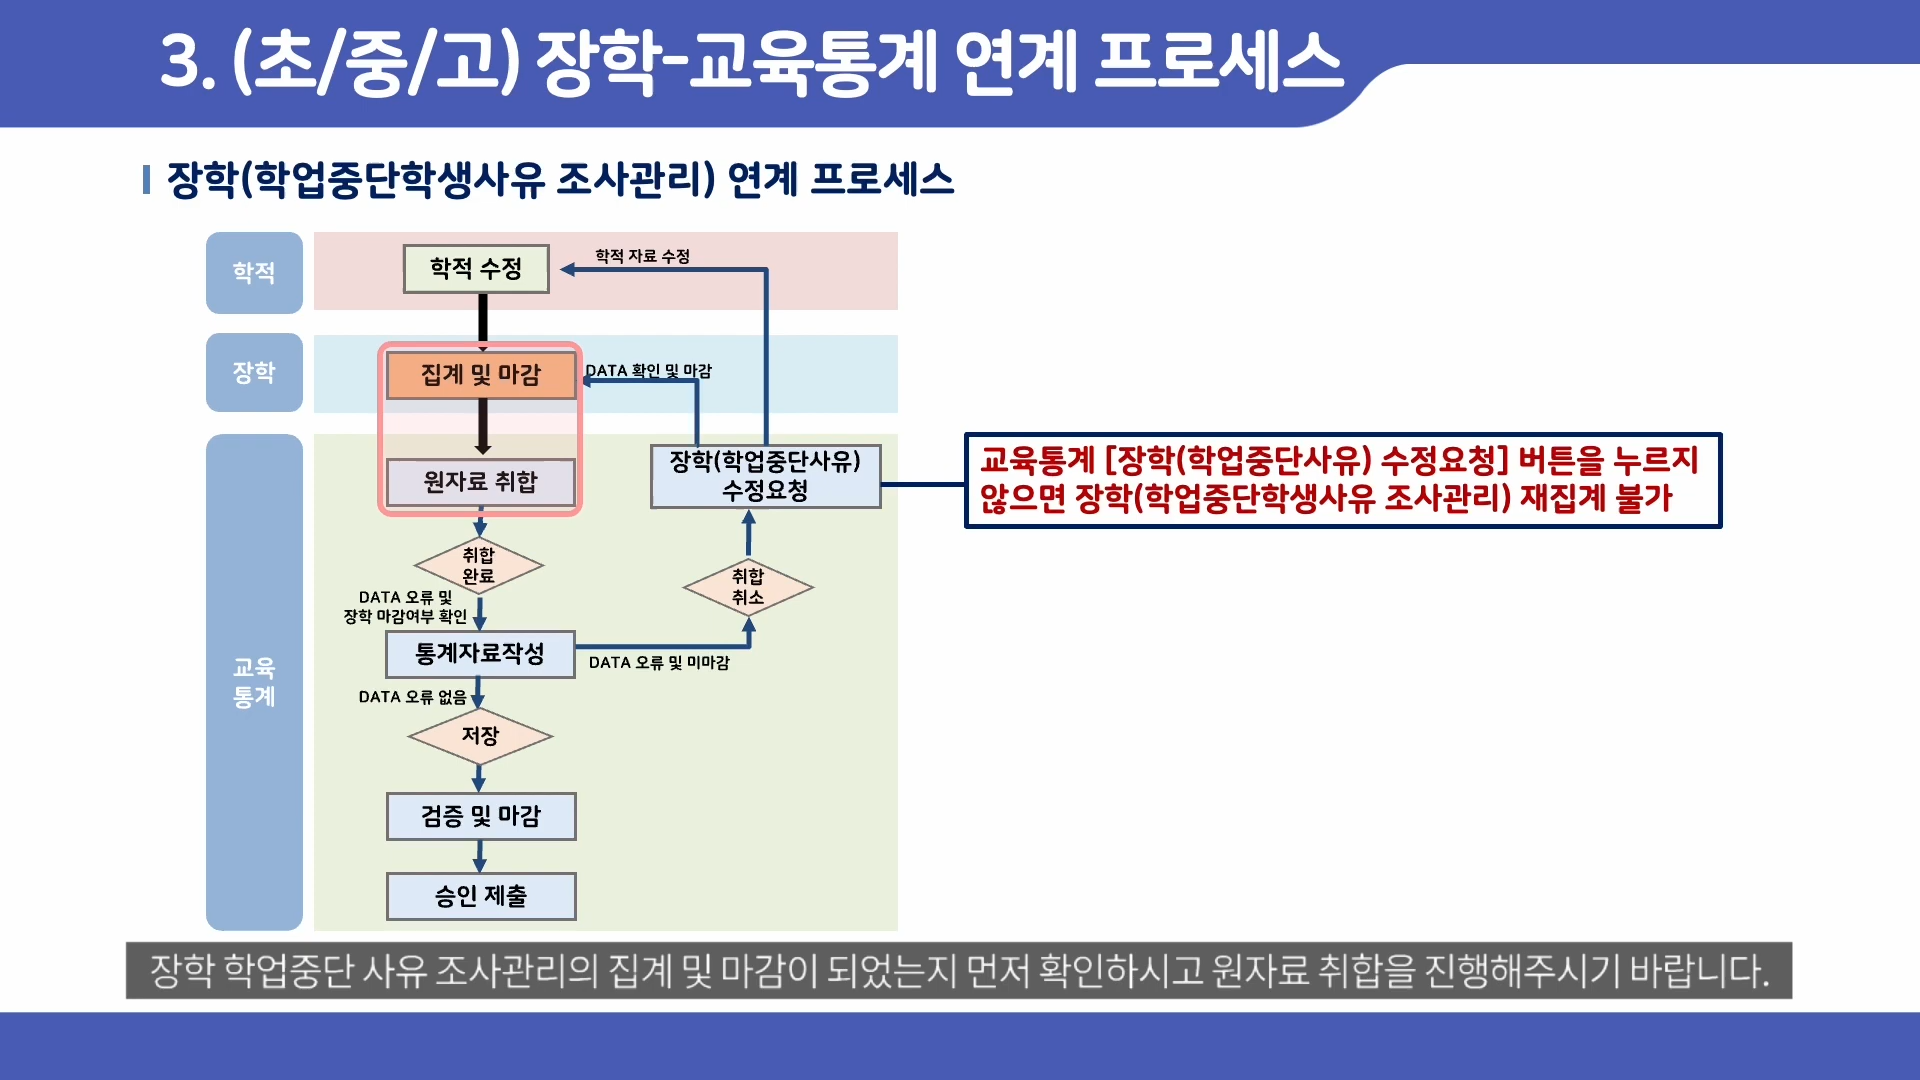 3. (초/중/고) 장학-교육통계 연계 프로세스
장학(학업중단학생사유 조사관리) 연계 프로세스
학적
학적 수정
학적 자료 수정
장학
집계 및 마감
DATA 확인 및 마감
교육
통계
원자료 취합
장학(학업중단사유)
수정요청
교육통계 [장학(학업중단사유) 수정요청] 버튼을 누르지
않으면 장학(학업중단학생사유 조사관리) 재집계 불가
취합
완료
취합
취소
DATA 오류 및
장학 마감여부 확인
통계자료작성
DATA 오류 및 미마감
DATA 오류 없음
저장
검증 및 마감
승인 제출
장학 학업중단 사유 조사관리의 집계 및 마감이 되었는지 먼저 확인하시고 원자료 취합을 진행해주시기 바랍니다.